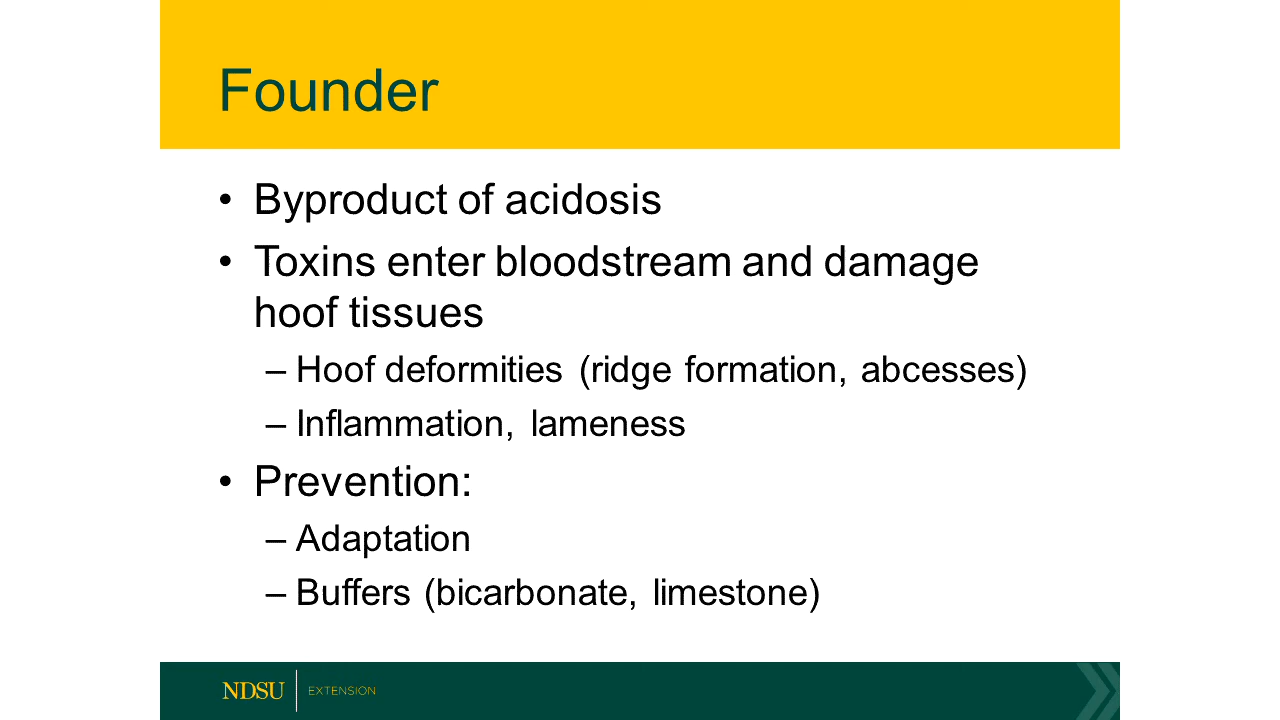 Founder
• Byproduct of acidosis
• Toxins enter bloodstream and damage
hoof tissues
– Hoof deformities (ridge formation, abcesses)
– Inflammation, lameness
• Prevention:
– Adaptation
– Buffers (bicarbonate, limestone)
NDSU EXTENSION